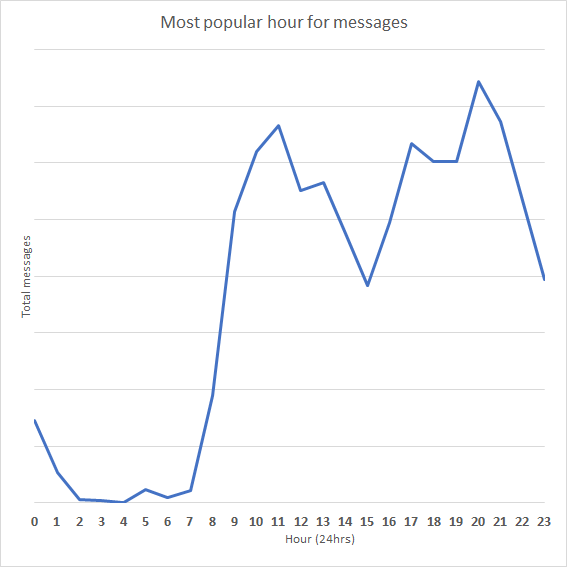 Most popular hour for messages
Total messages
0 1 2 3 4 5 6 7 8 9 10 11 12 13 14 15 16 17 18 19 20 21 22 23
Hour (24hrs)